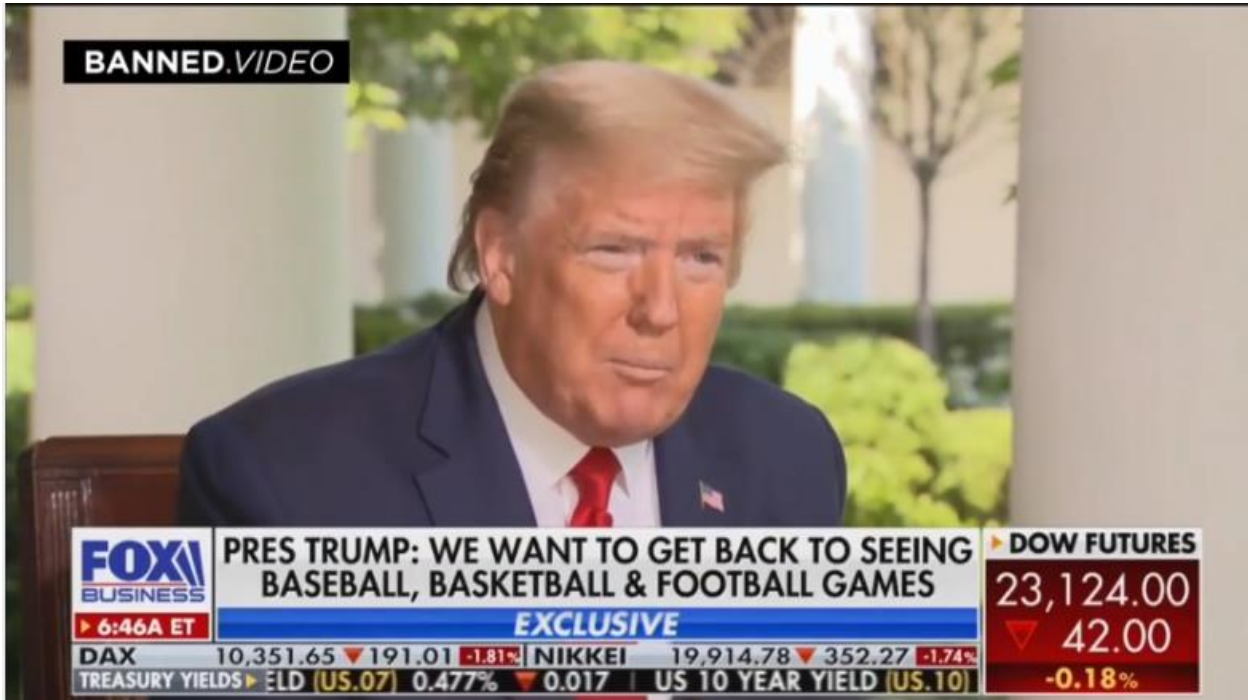 BANNED.VIDEO
PRES TRUMP: WE WANT TO GET BACK TO SEEING
BASEBALL, BASKETBALL & FOOTBALL GAMES
EXCLUSIVE
FOX
BUSINESS
6:46A ET
DOW FUTURES
23,124.00
42.00
-0.18%
DAX 10,351.65 191.01 -1.81% NIKKEI 19,914.78 352.27 -1.74%
TREASURY YIELDS ELD (US.07) 0.477% 0.017 US 10 YEAR YIELD (US.10)